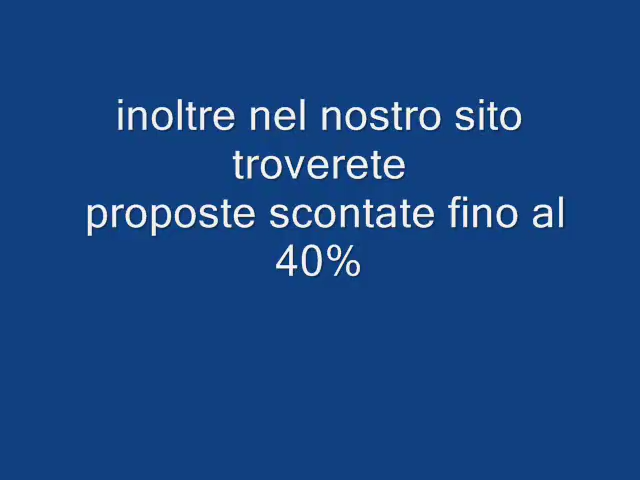 inoltre nel nostro sito
troverete
proposte scontate fino al
40%